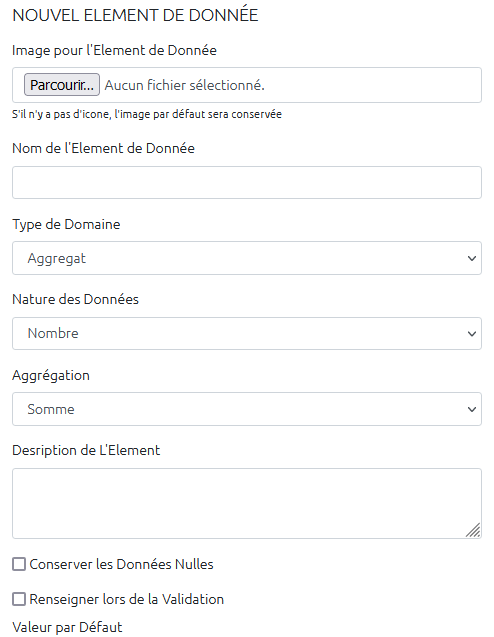 NOUVEL ELEMENT DE DONNÉE
Image pour l'Element de Donnée
Parcourir... Aucun fichier sélectionné.
S'il n'y a pas d'icone, l'image par défaut sera conservée
Nom de l'Element de Donnée
Type de Domaine
Aggregat
Nature des Données
Nombre
Aggrégation
Somme
Desription de L'Element
Conserver les Données Nulles
Renseigner lors de la Validation
Valeur par Défaut